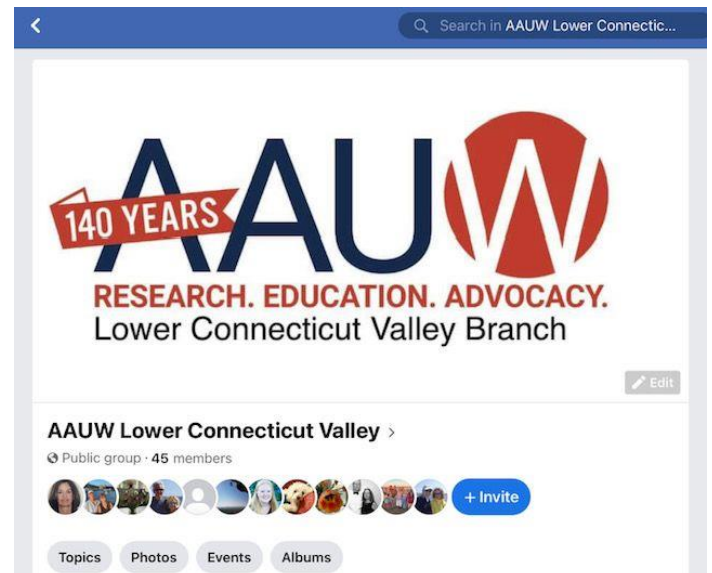 Search in AAUW Lower Connectic...
140 YEARS
AAUW
RESEARCH. EDUCATION. ADVOCACY.
Lower Connecticut Valley Branch
Edit
AAUW Lower Connecticut Valley >
Public group · 45 members
+ Invite
Topics Photos Events Albums